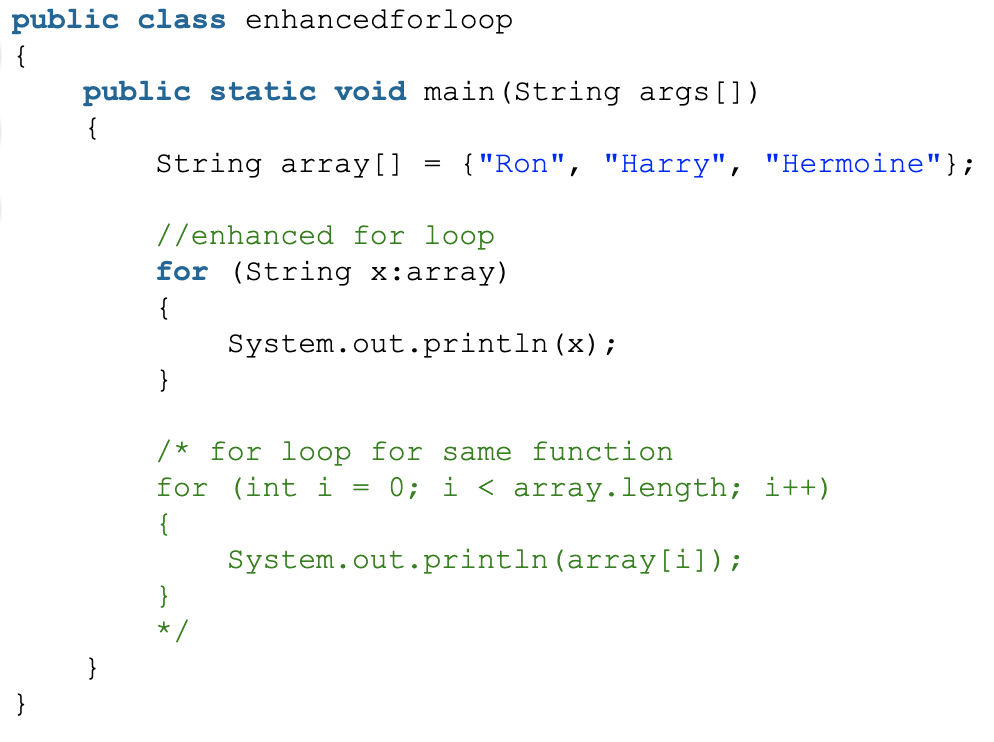 public class enhancedforloop
{
    public static void main(String args[])
    {
        String array[] = {"Ron", "Harry", "Hermoine"};

        //enhanced for loop
        for (String x:array)
        {
            System.out.println(x);
        }

        /* for loop for same function
        for (int i = 0; i < array.length; i++)
        {
            System.out.println(array[i]);
        }
        */
    }
}